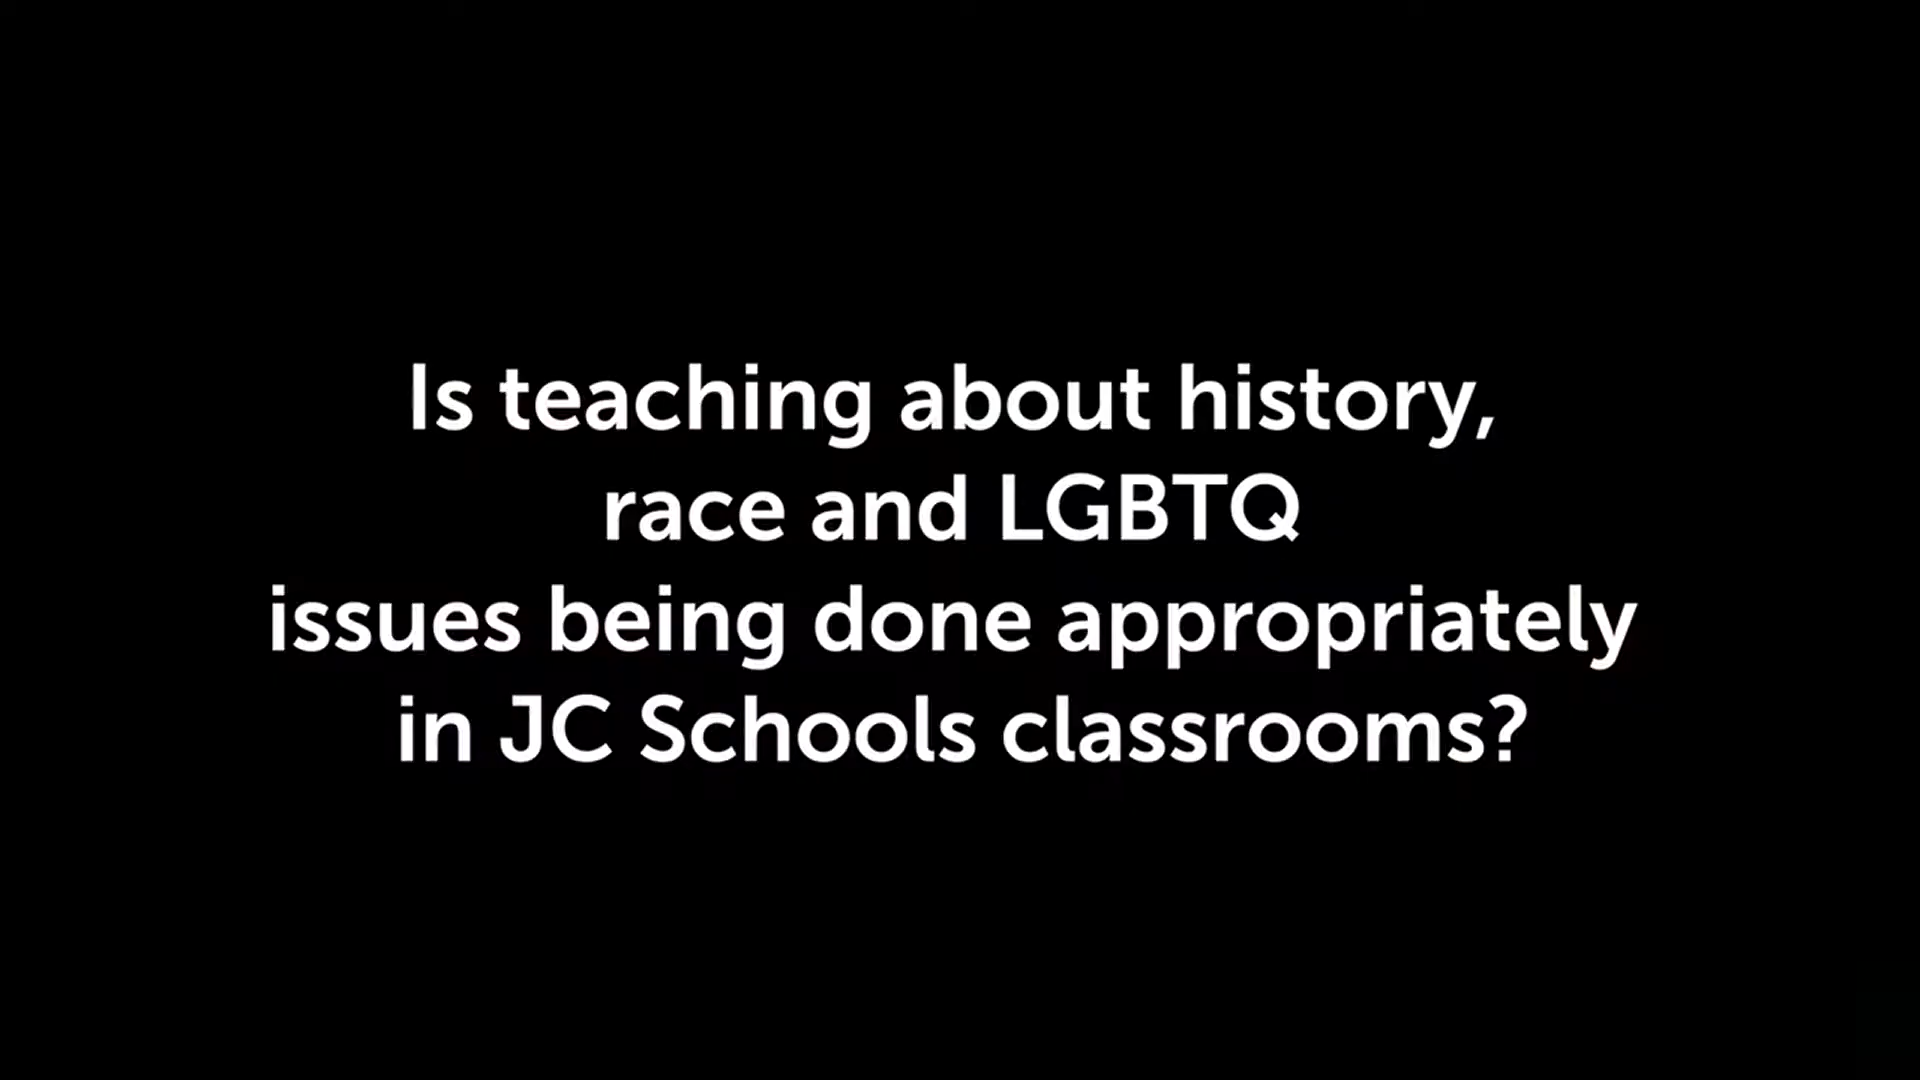 Is teaching about history,
race and LGBTQ
issues being done appropriately
in JC Schools classrooms?